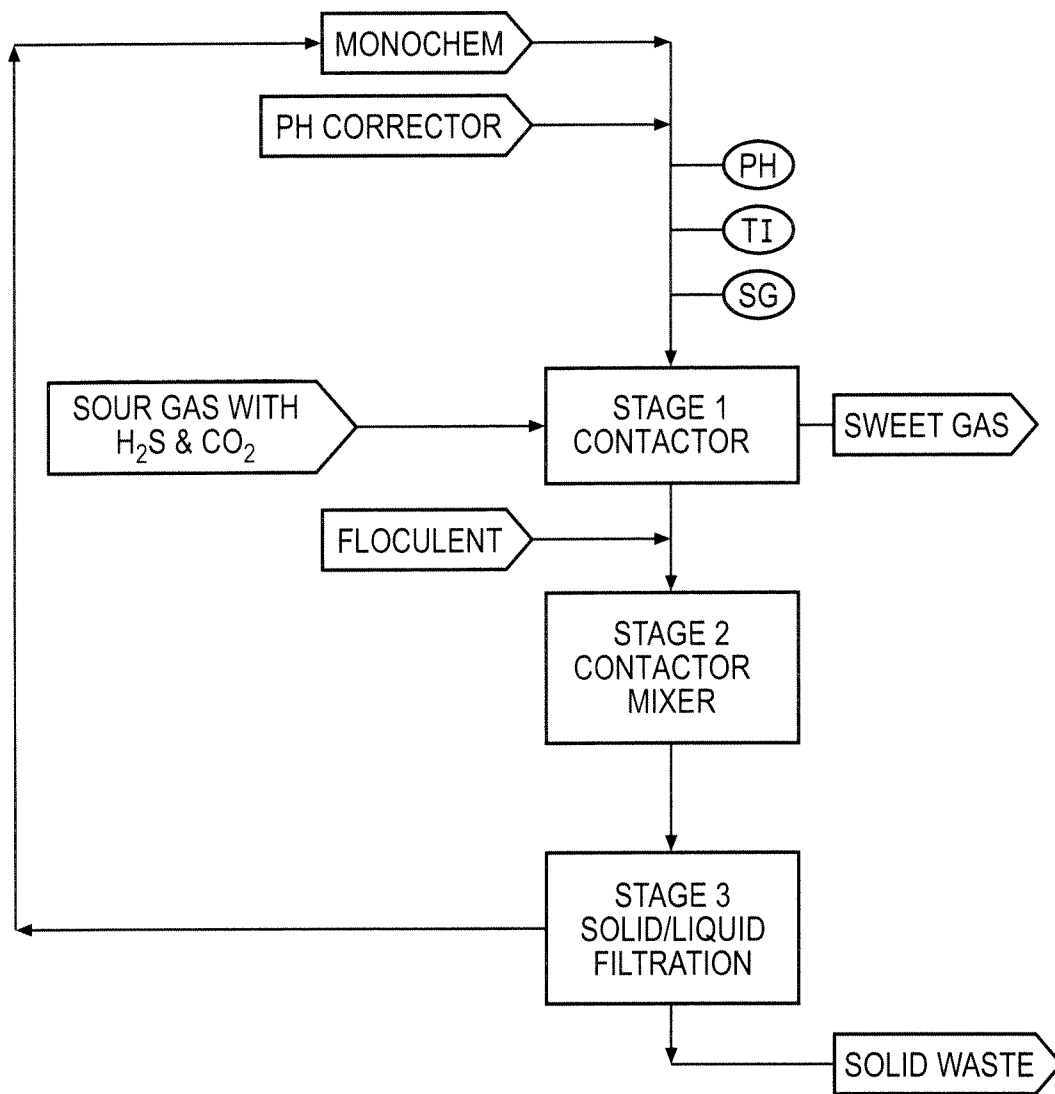 MONOCHEM
PH CORRECTOR
PH
TI
SG
SOUR GAS WITH
H₂S & CO₂
STAGE 1
CONTACTOR
SWEET GAS
FLOCULENT
STAGE 2
CONTACTOR
MIXER
STAGE 3
SOLID/LIQUID
FILTRATION
SOLID WASTE